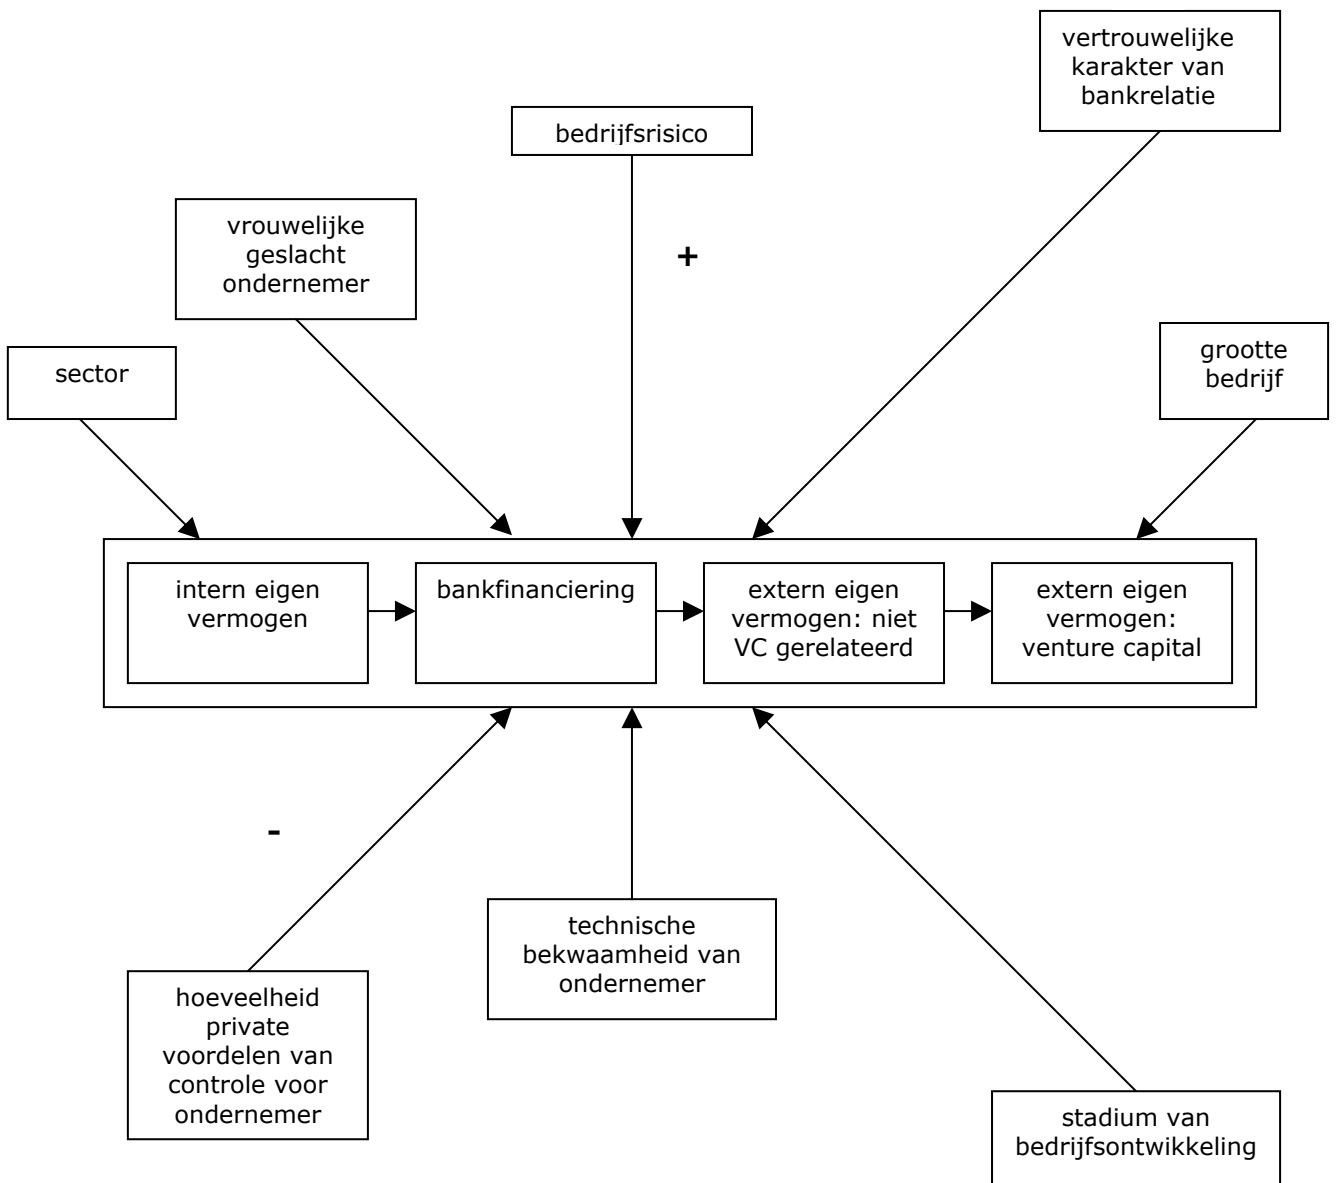 vertrouwelijke
karakter van
bankrelatie
bedrijfsrisico
vrouwelijke
geslacht
ondernemer
+
sector
grootte
bedrijf
intern eigen
vermogen
bankfinanciering
extern eigen
vermogen: niet
VC gerelateerd
extern eigen
vermogen:
venture capital
-
technische
bekwaamheid van
ondernemer
hoeveelheid
private
voordelen van
controle voor
ondernemer
stadium van
bedrijfsontwikkeling